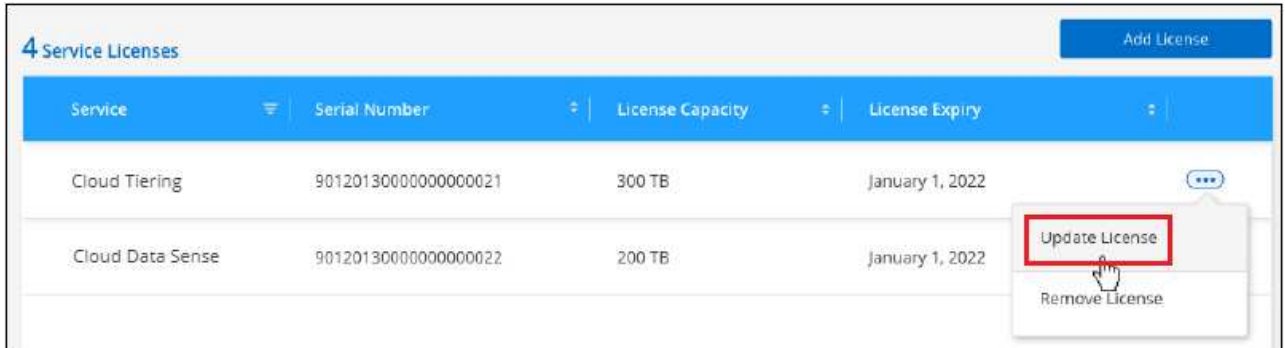 4 Service Licenses
Add License
Service Serial Number License Capacity License Expiry
Cloud Tiering 90120130000000000021 300 TB January 1, 2022
Update License
Cloud Data Sense 90120130000000000022 200 TB January 1, 2022
Remove License